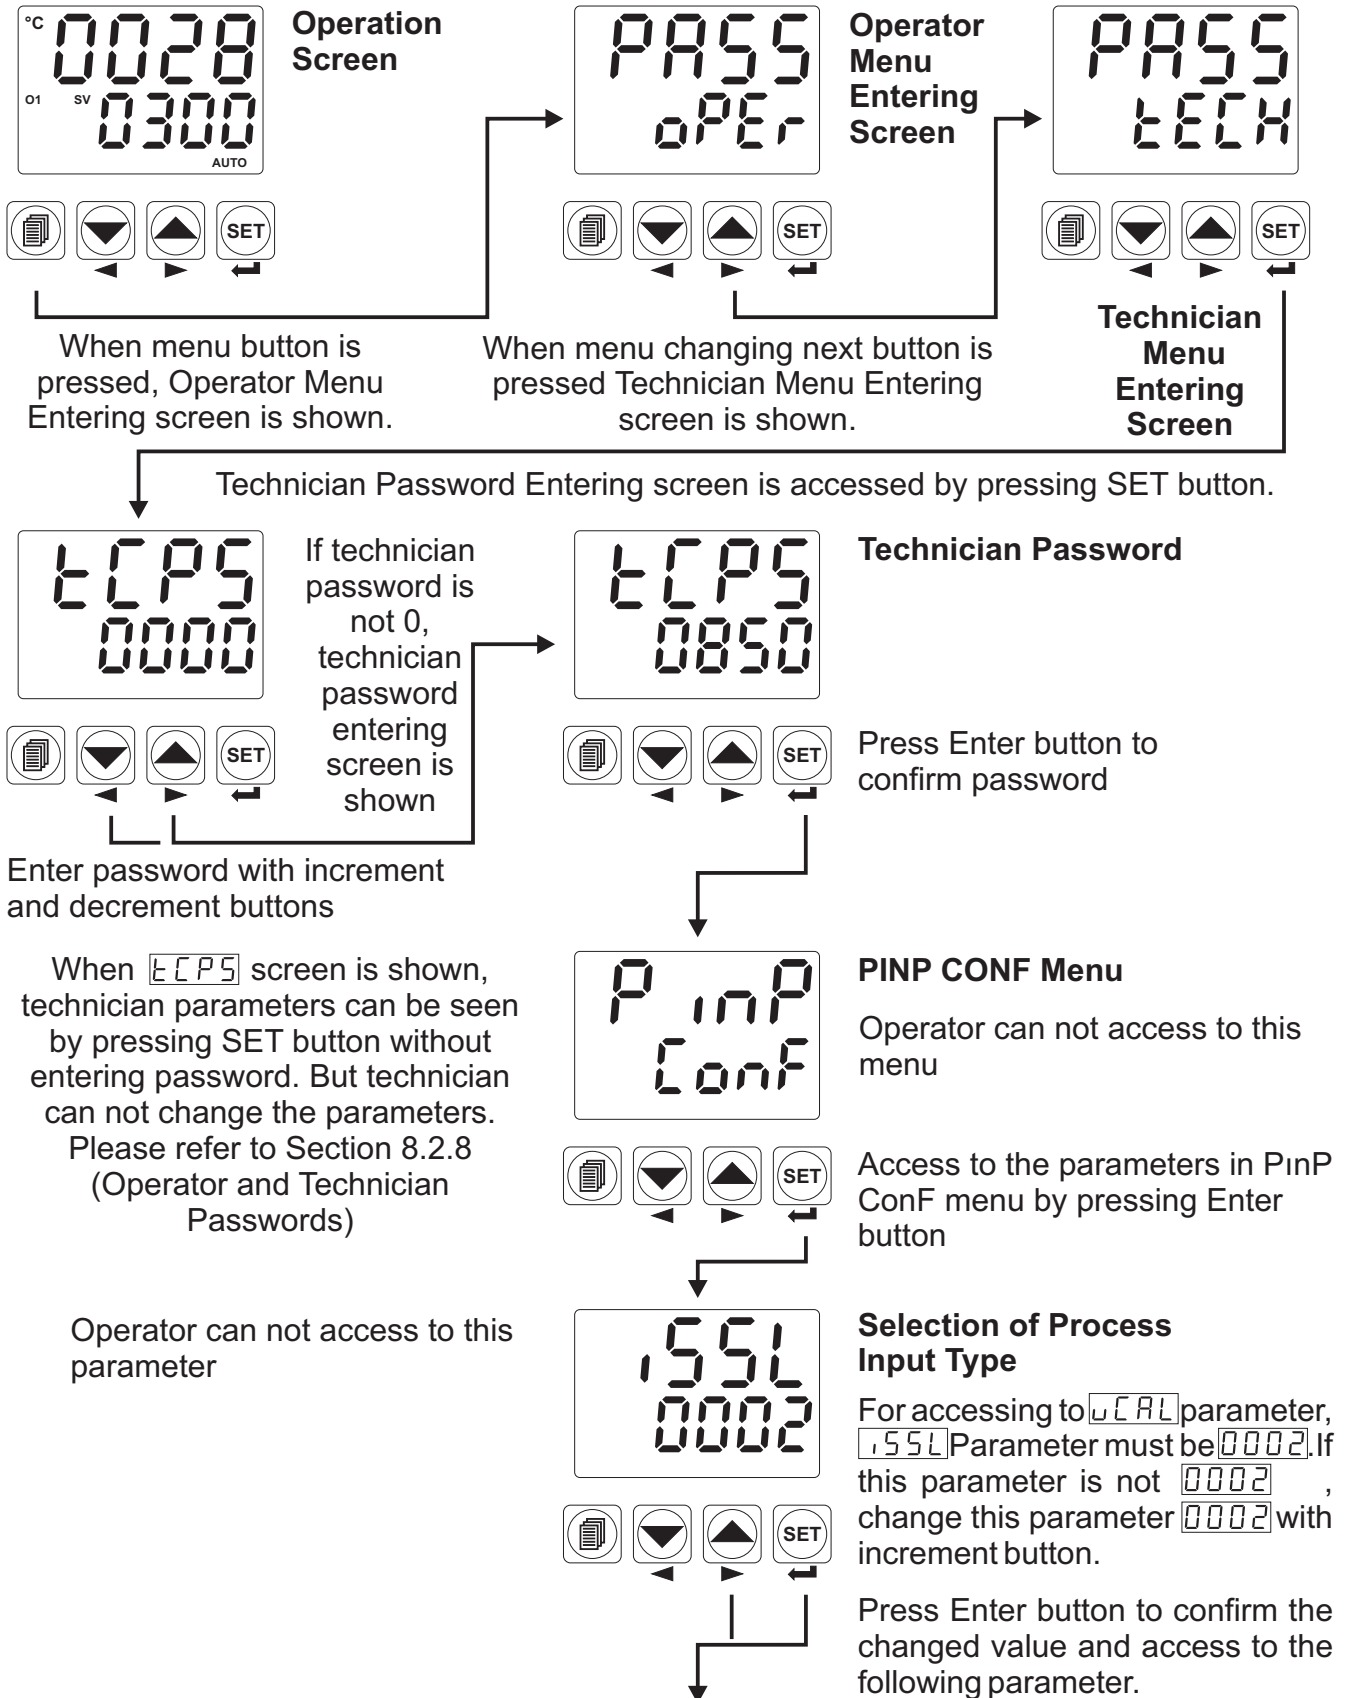 °C
0028
O1 SV 0300
AUTO
Operation
Screen
PASS
oPEr
Operator
Menu
Entering
Screen
PASS
tECH
SET
SET
SET
When menu button is
pressed, Operator Menu
Entering screen is shown.
When menu changing next button is
pressed Technician Menu Entering
screen is shown.
Technician
Menu
Entering
Screen
Technician Password Entering screen is accessed by pressing SET button.
tCPS
0000
If technician
password is
not 0,
technician
password
entering
screen is
shown
tCPS
0850
Technician Password
SET
SET
Press Enter button to
confirm password
Enter password with increment
and decrement buttons
When tCPS screen is shown,
technician parameters can be seen
by pressing SET button without
entering password. But technician
can not change the parameters.
Please refer to Section 8.2.8
(Operator and Technician
Passwords)
PinP
ConF
PINP CONF Menu
Operator can not access to this
menu
SET
Access to the parameters in PınP
ConF menu by pressing Enter
button
Operator can not access to this
parameter
iSSL
0002
Selection of Process
Input Type
For accessing to uCAL parameter,
iSSL Parameter must be 0002.If
this parameter is not 0002 ,
change this parameter 0002 with
increment button.
SET
Press Enter button to confirm the
changed value and access to the
following parameter.